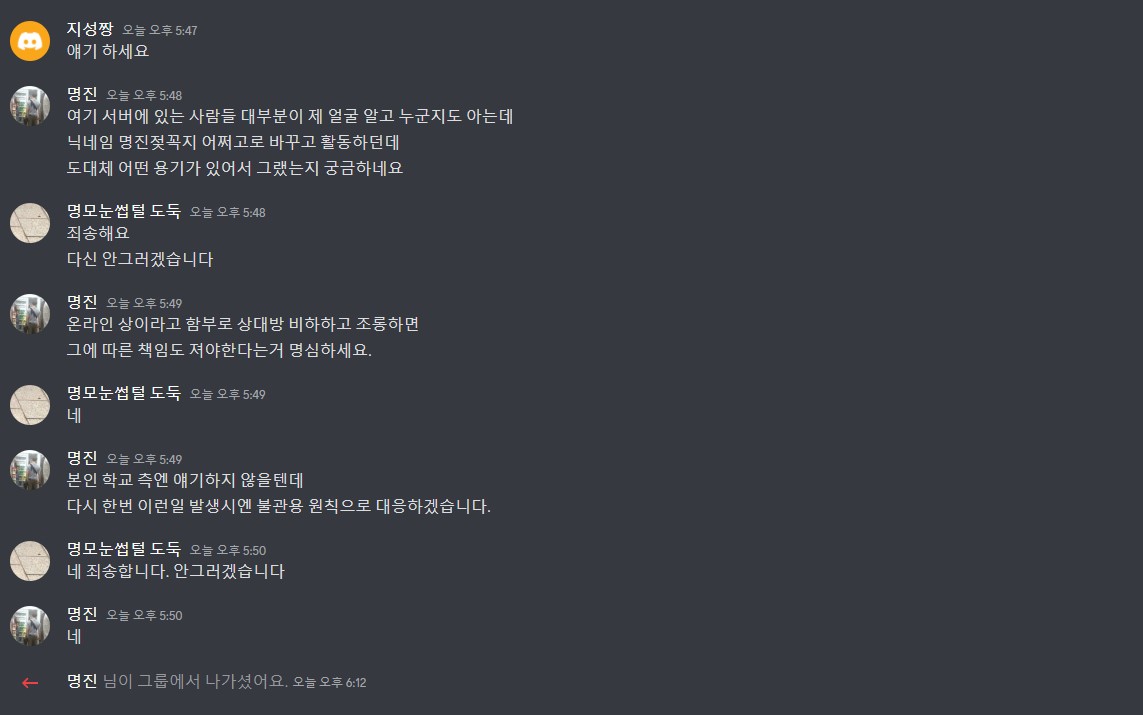 지성짱 오늘 오후 5:47
얘기 하세요
명진 오늘 오후 5:48
여기 서버에 있는 사람들 대부분이 제 얼굴 알고 누군지도 아는데
닉네임 명진젖꼭지 어쩌고로 바꾸고 활동하던데
도대체 어떤 용기가 있어서 그랬는지 궁금하네요
명모눈썹털 도둑 오늘 오후 5:48
죄송해요
다신 안그러겠습니다
명진 오늘 오후 5:49
온라인 상이라고 함부로 상대방 비하하고 조롱하면
그에 따른 책임도 져야한다는거 명심하세요.
명모눈썹털 도둑 오늘 오후 5:49
네
명진 오늘 오후 5:49
본인 학교 측엔 얘기하지 않을텐데
다시 한번 이런일 발생시엔 불관용 원칙으로 대응하겠습니다.
명모눈썹털 도둑 오늘 오후 5:50
네 죄송합니다. 안그러겠습니다
명진 오늘 오후 5:50
네
명진 님이 그룹에서 나가셨어요. 오늘 오후 6:12